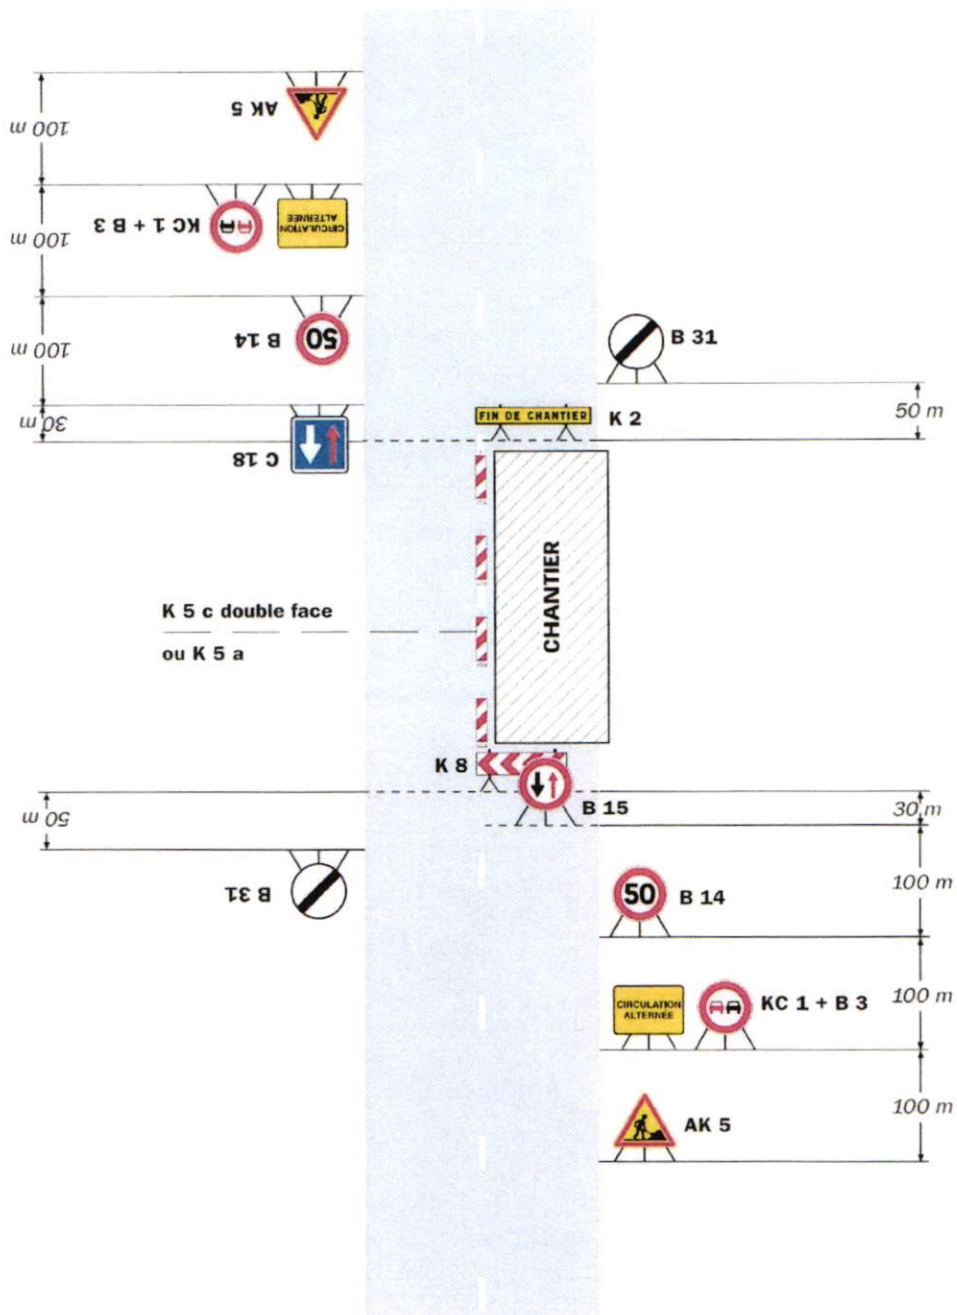 AK 5
100 m
KC 1 + B 3
CIRCULATION
ALTERNÉE
100 m
B 14
50
100 m
B 31
50 m
30 m
C 18
FIN DE CHANTIER
K 2
CHANTIER
K 5 c double face
ou K 5 a
K 8
B 15
30 m
50 m
B 31
50
B 14
100 m
CIRCULATION
ALTERNÉE
KC 1 + B 3
100 m
AK 5
100 m